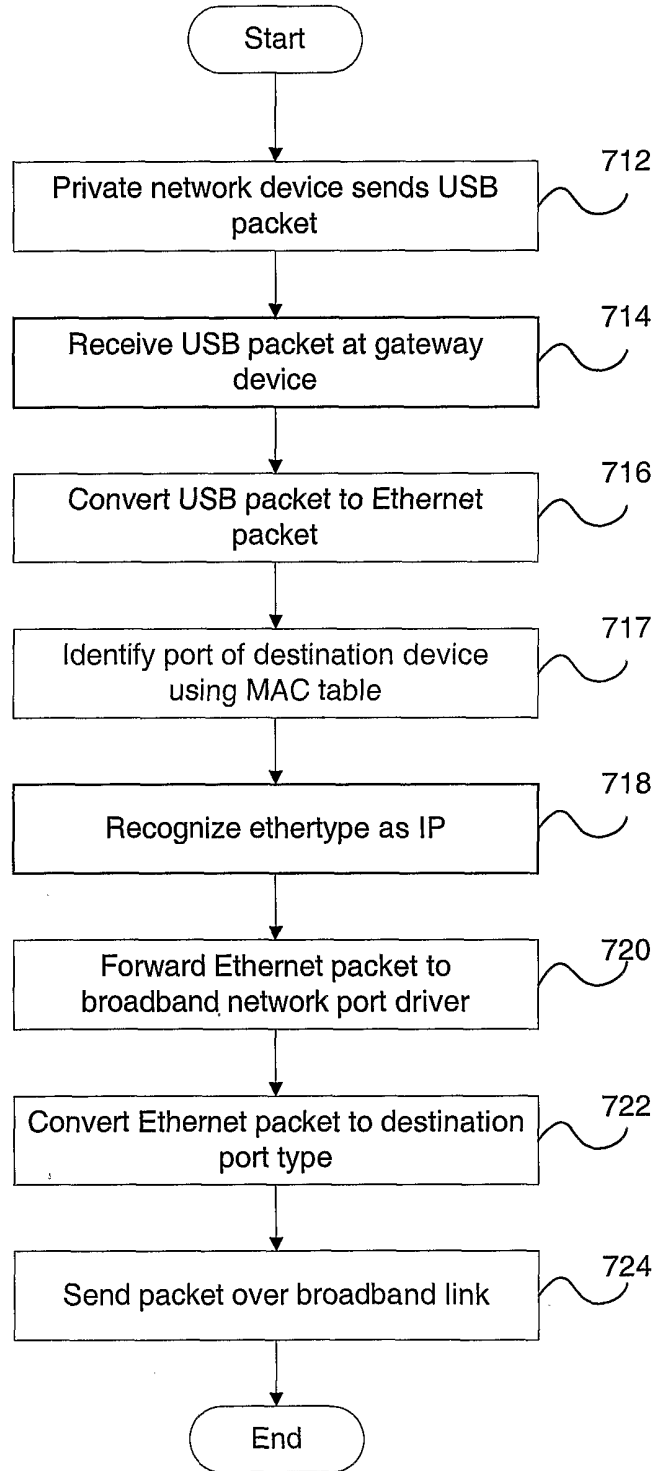 Start
712
Private network device sends USB
packet
714
Receive USB packet at gateway
device
716
Convert USB packet to Ethernet
packet
717
Identify port of destination device
using MAC table
718
Recognize ethertype as IP
720
Forward Ethernet packet to
broadband network port driver
722
Convert Ethernet packet to destination
port type
724
Send packet over broadband link
End